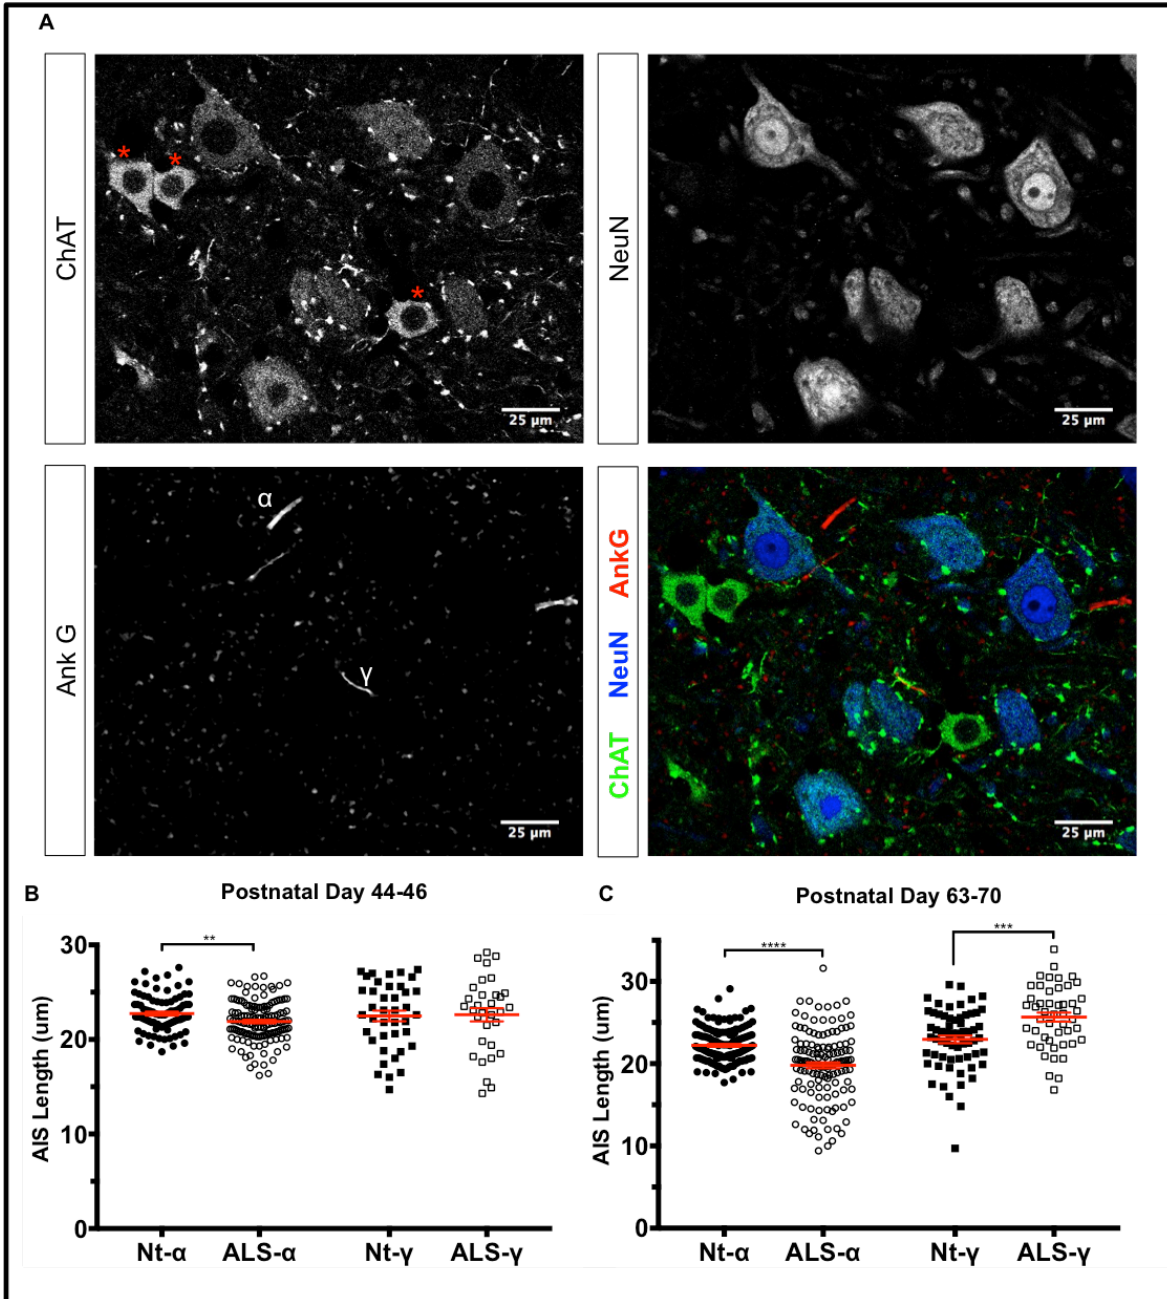 A
ChAT
* * *
25 µm
NeuN
25 µm
Ank G
α
γ
25 µm
ChAT NeuN AnkG
25 µm
B
Postnatal Day 44-46
AIS Length (um)
30
20
10
0
**
Nt-α ALS-α Nt-γ ALS-γ
C
Postnatal Day 63-70
AIS Length (um)
30
20
10
0
****
***
Nt-α ALS-α Nt-γ ALS-γ